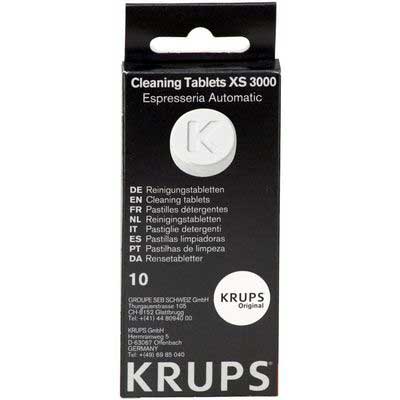 Cleaning Tablets XS 3000
Espresseria Automatic
K
DE Reinigungstabletten
EN Cleaning tablets
FR Pastilles détergentes
NL Reinigingstabletten
IT Pastiglie detergenti
ES Pastillas limpiadoras
PT Pastilhas de limpeza
DA Rensetabletter
10
GROUPE SEB SCHWEIZ GmbH
Thurgauerstrasse 105
CH-8152 Glattbrugg
Tel: +(41) 44 80940 00
KRUPS GmbH
Herrnrainweg 5
D-63067 Offenbach
GERMANY
Tel: +(49) 69 85 040
KRUPS
Original
KRUPS